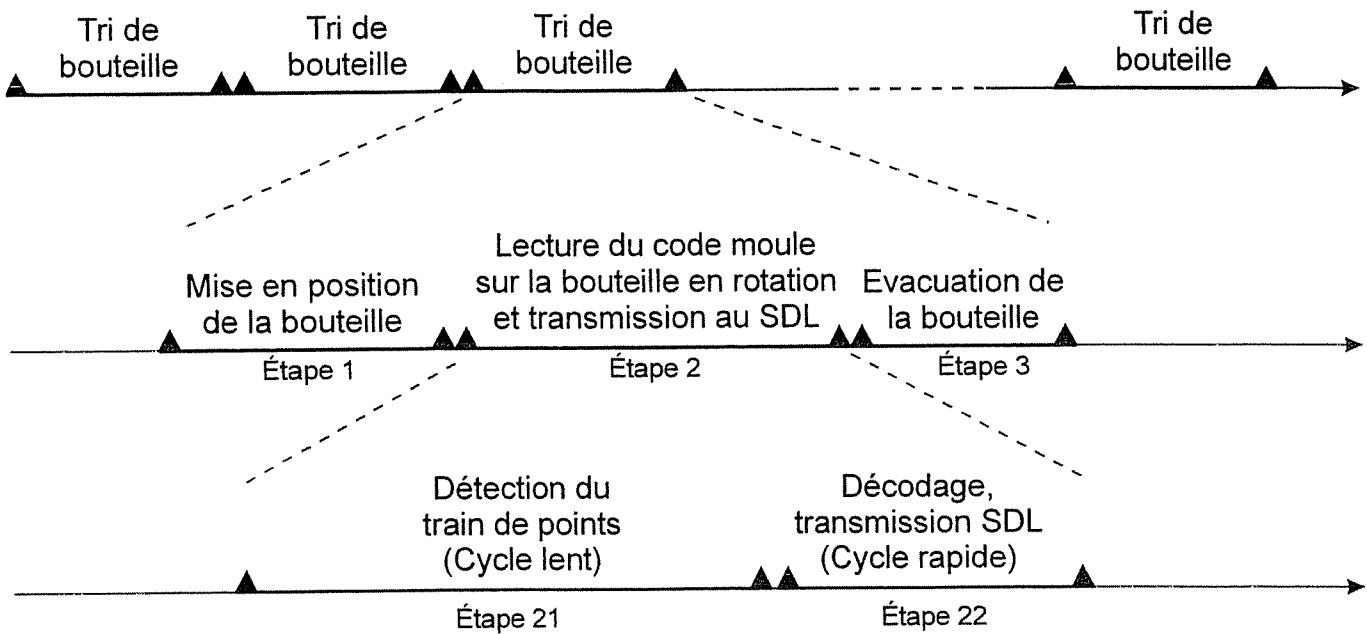 Tri de
bouteille
Tri de
bouteille
Tri de
bouteille
Tri de
bouteille
Mise en position
de la bouteille
Lecture du code moule
sur la bouteille en rotation
et transmission au SDL
Evacuation de
la bouteille
Étape 1
Étape 2
Étape 3
Détection du
train de points
(Cycle lent)
Décodage,
transmission SDL
(Cycle rapide)
Étape 21
Étape 22